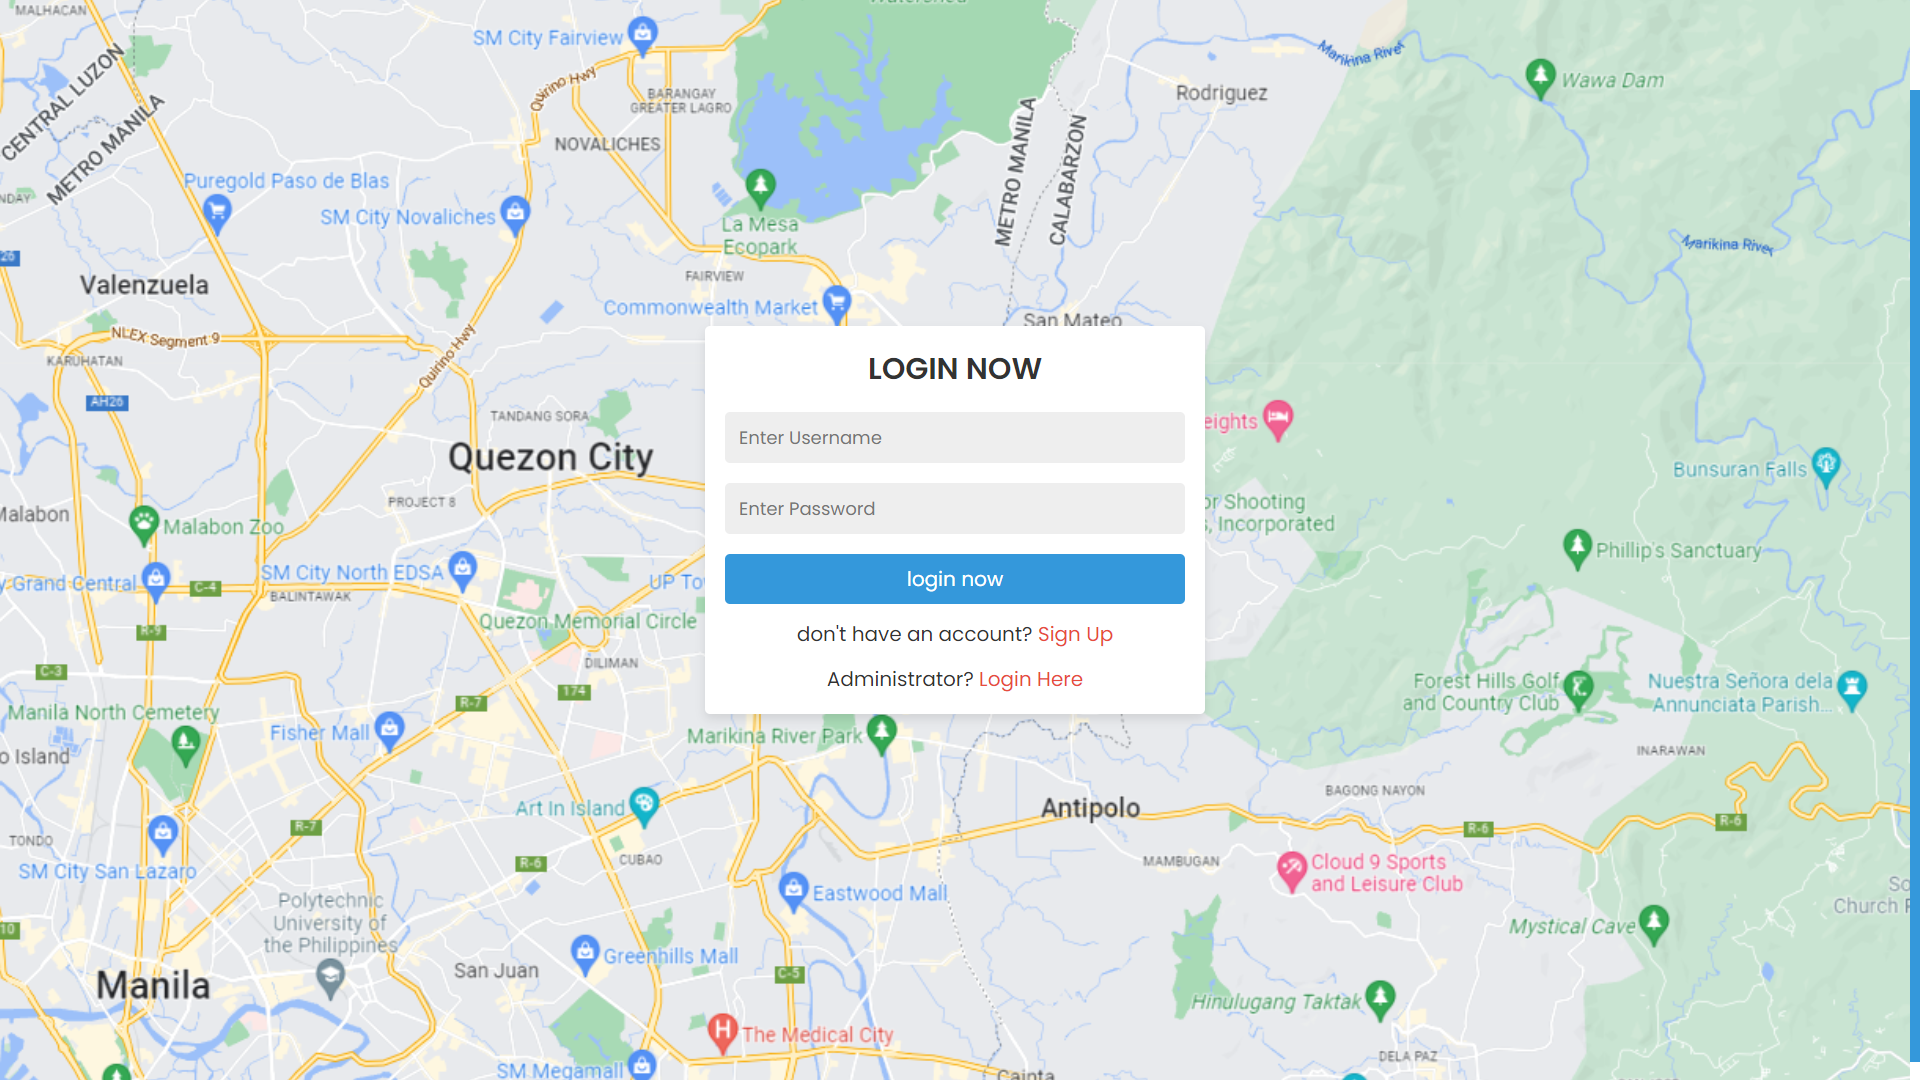 MALHACAN
Watershed
SM City Fairview
Marikina River
CENTRAL LUZON
METRO MANILA
Quirino Hwy
BARANGAY
GREATER LAGRO
Rodriguez
Wawa Dam
NOVALICHES
METRO MANILA
CALABARZON
Puregold Paso de Blas
SM City Novaliches
La Mesa
Ecopark
Marikina River
26
Valenzuela
FAIRVIEW
Commonwealth Market
San Mateo
NLEX Segment 9
KARUHATAN
Quirino Hwy
LOGIN NOW
AH26
TANDANG SORA
eights
Enter Username
Quezon City
Bunsuran Falls
PROJECT 8
Enter Password
or Shooting
s, Incorporated
Malabon
Malabon Zoo
Phillip's Sanctuary
y Grand Central
C-4
SM City North EDSA
UP To
login now
BALINTAWAK
Quezon Memorial Circle
R-9
don't have an account? Sign Up
DILIMAN
C-3
174
Administrator? Login Here
Forest Hills Golf
and Country Club
Nuestra Señora dela
Annunciata Parish...
R-7
Manila North Cemetery
Fisher Mall
Marikina River Park
o Island
INARAWAN
BAGONG NAYON
Art In Island
Antipolo
R-7
R-6
R-6
TONDO
CUBAO
R-6
MAMBUGAN
Cloud 9 Sports
and Leisure Club
SM City San Lazaro
Eastwood Mall
Polytechnic
University of
the Philippines
So
Church F
10
Mystical Cave
Greenhills Mall
San Juan
C-5
Manila
Hinulugang Taktak
The Medical City
DELA PAZ
SM Megamall
Cainta